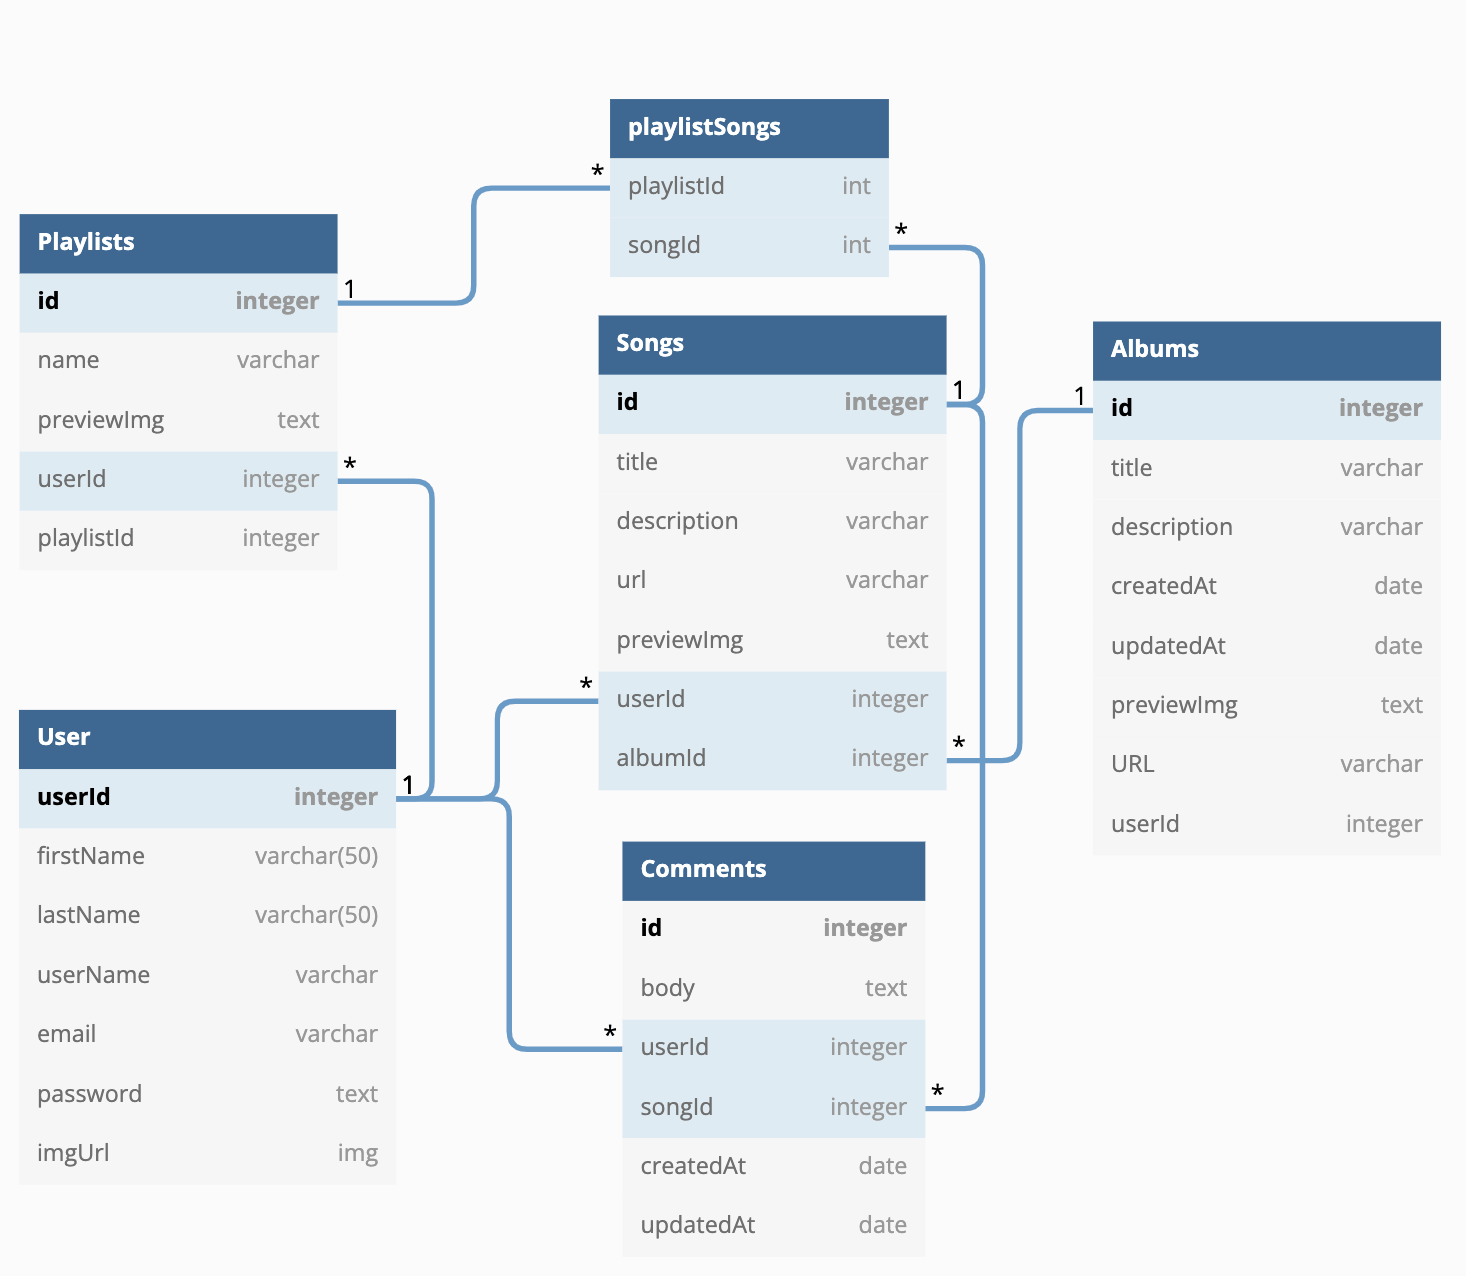 playlistSongs
* playlistId int
songId int *
Playlists
id integer 1
name varchar
previewImg text
userId integer *
playlistId integer
Songs
id integer 1
title varchar
description varchar
url varchar
previewImg text
* userId integer
albumId integer *
Albums
1 id integer
title varchar
description varchar
createdAt date
updatedAt date
previewImg text
URL varchar
userId integer
User
userId integer 1
firstName varchar(50)
lastName varchar(50)
userName varchar
email varchar
password text
imgUrl img
Comments
id integer
body text
* userId integer
songId integer *
createdAt date
updatedAt date